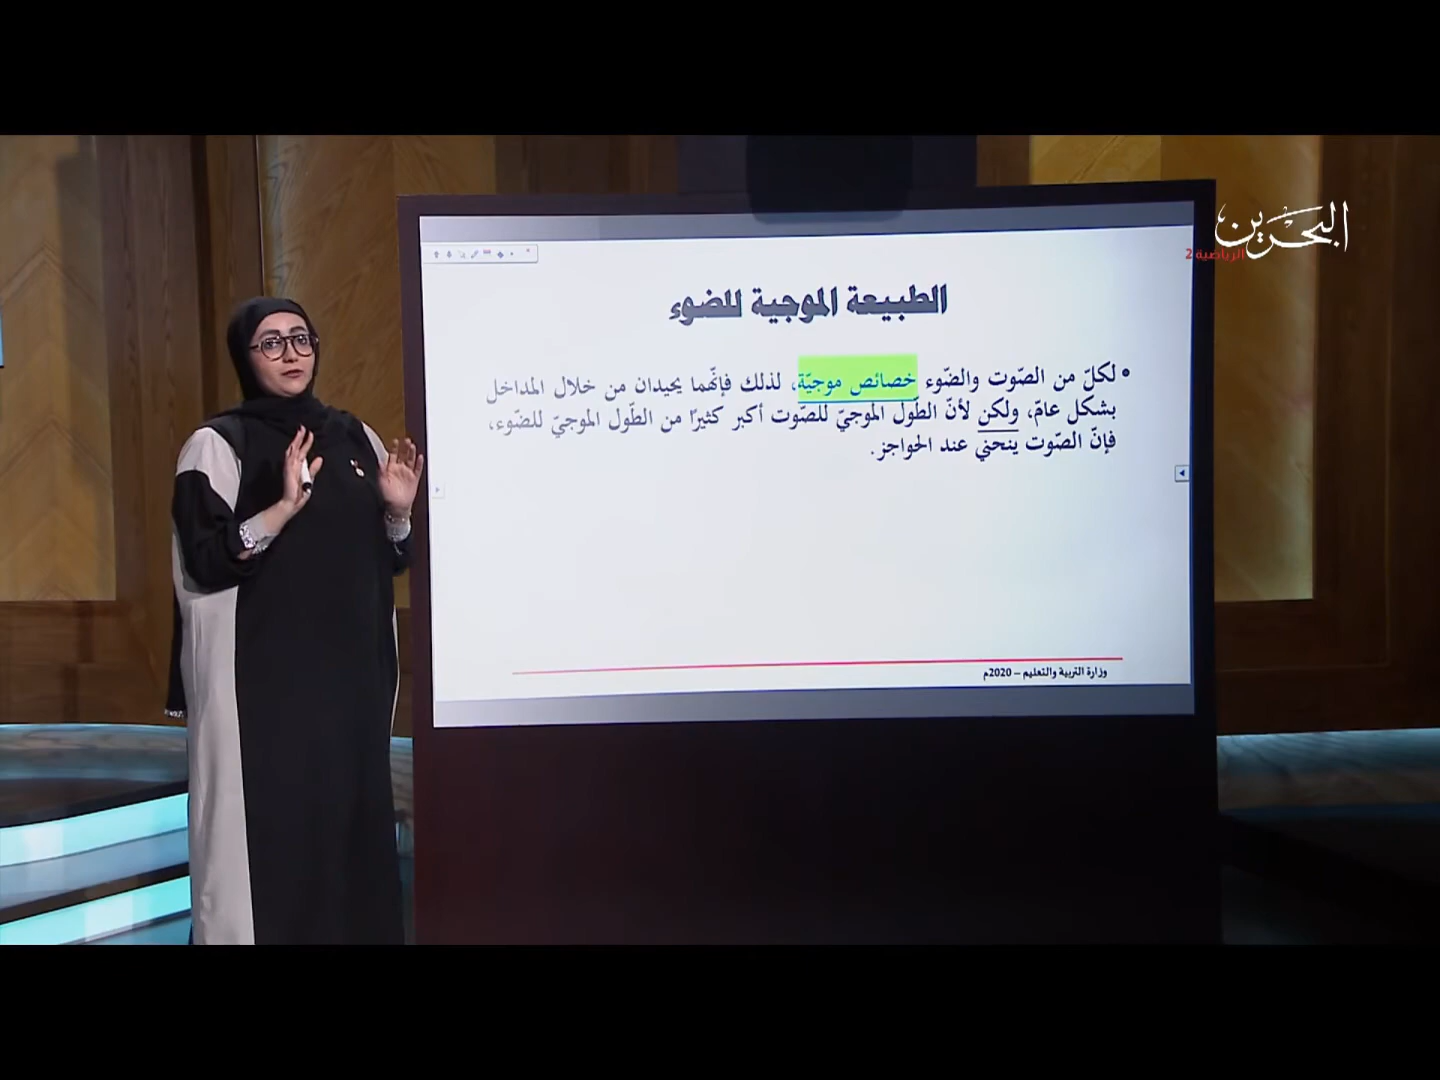 البحرين
الرياضية 2
الطبيعة الموجية للضوء
• لكلّ من الصّوت والضّوء خصائص موجيّة، لذلك فإنّهما يحيدان من خلال المداخل
بشكل عامّ، ولكن لأنّ الطّول الموجيّ للصّوت أكبر كثيرًا من الطّول الموجيّ للضّوء،
فإنّ الصّوت ينحني عند الحواجز.
وزارة التربية والتعليم – 2020م